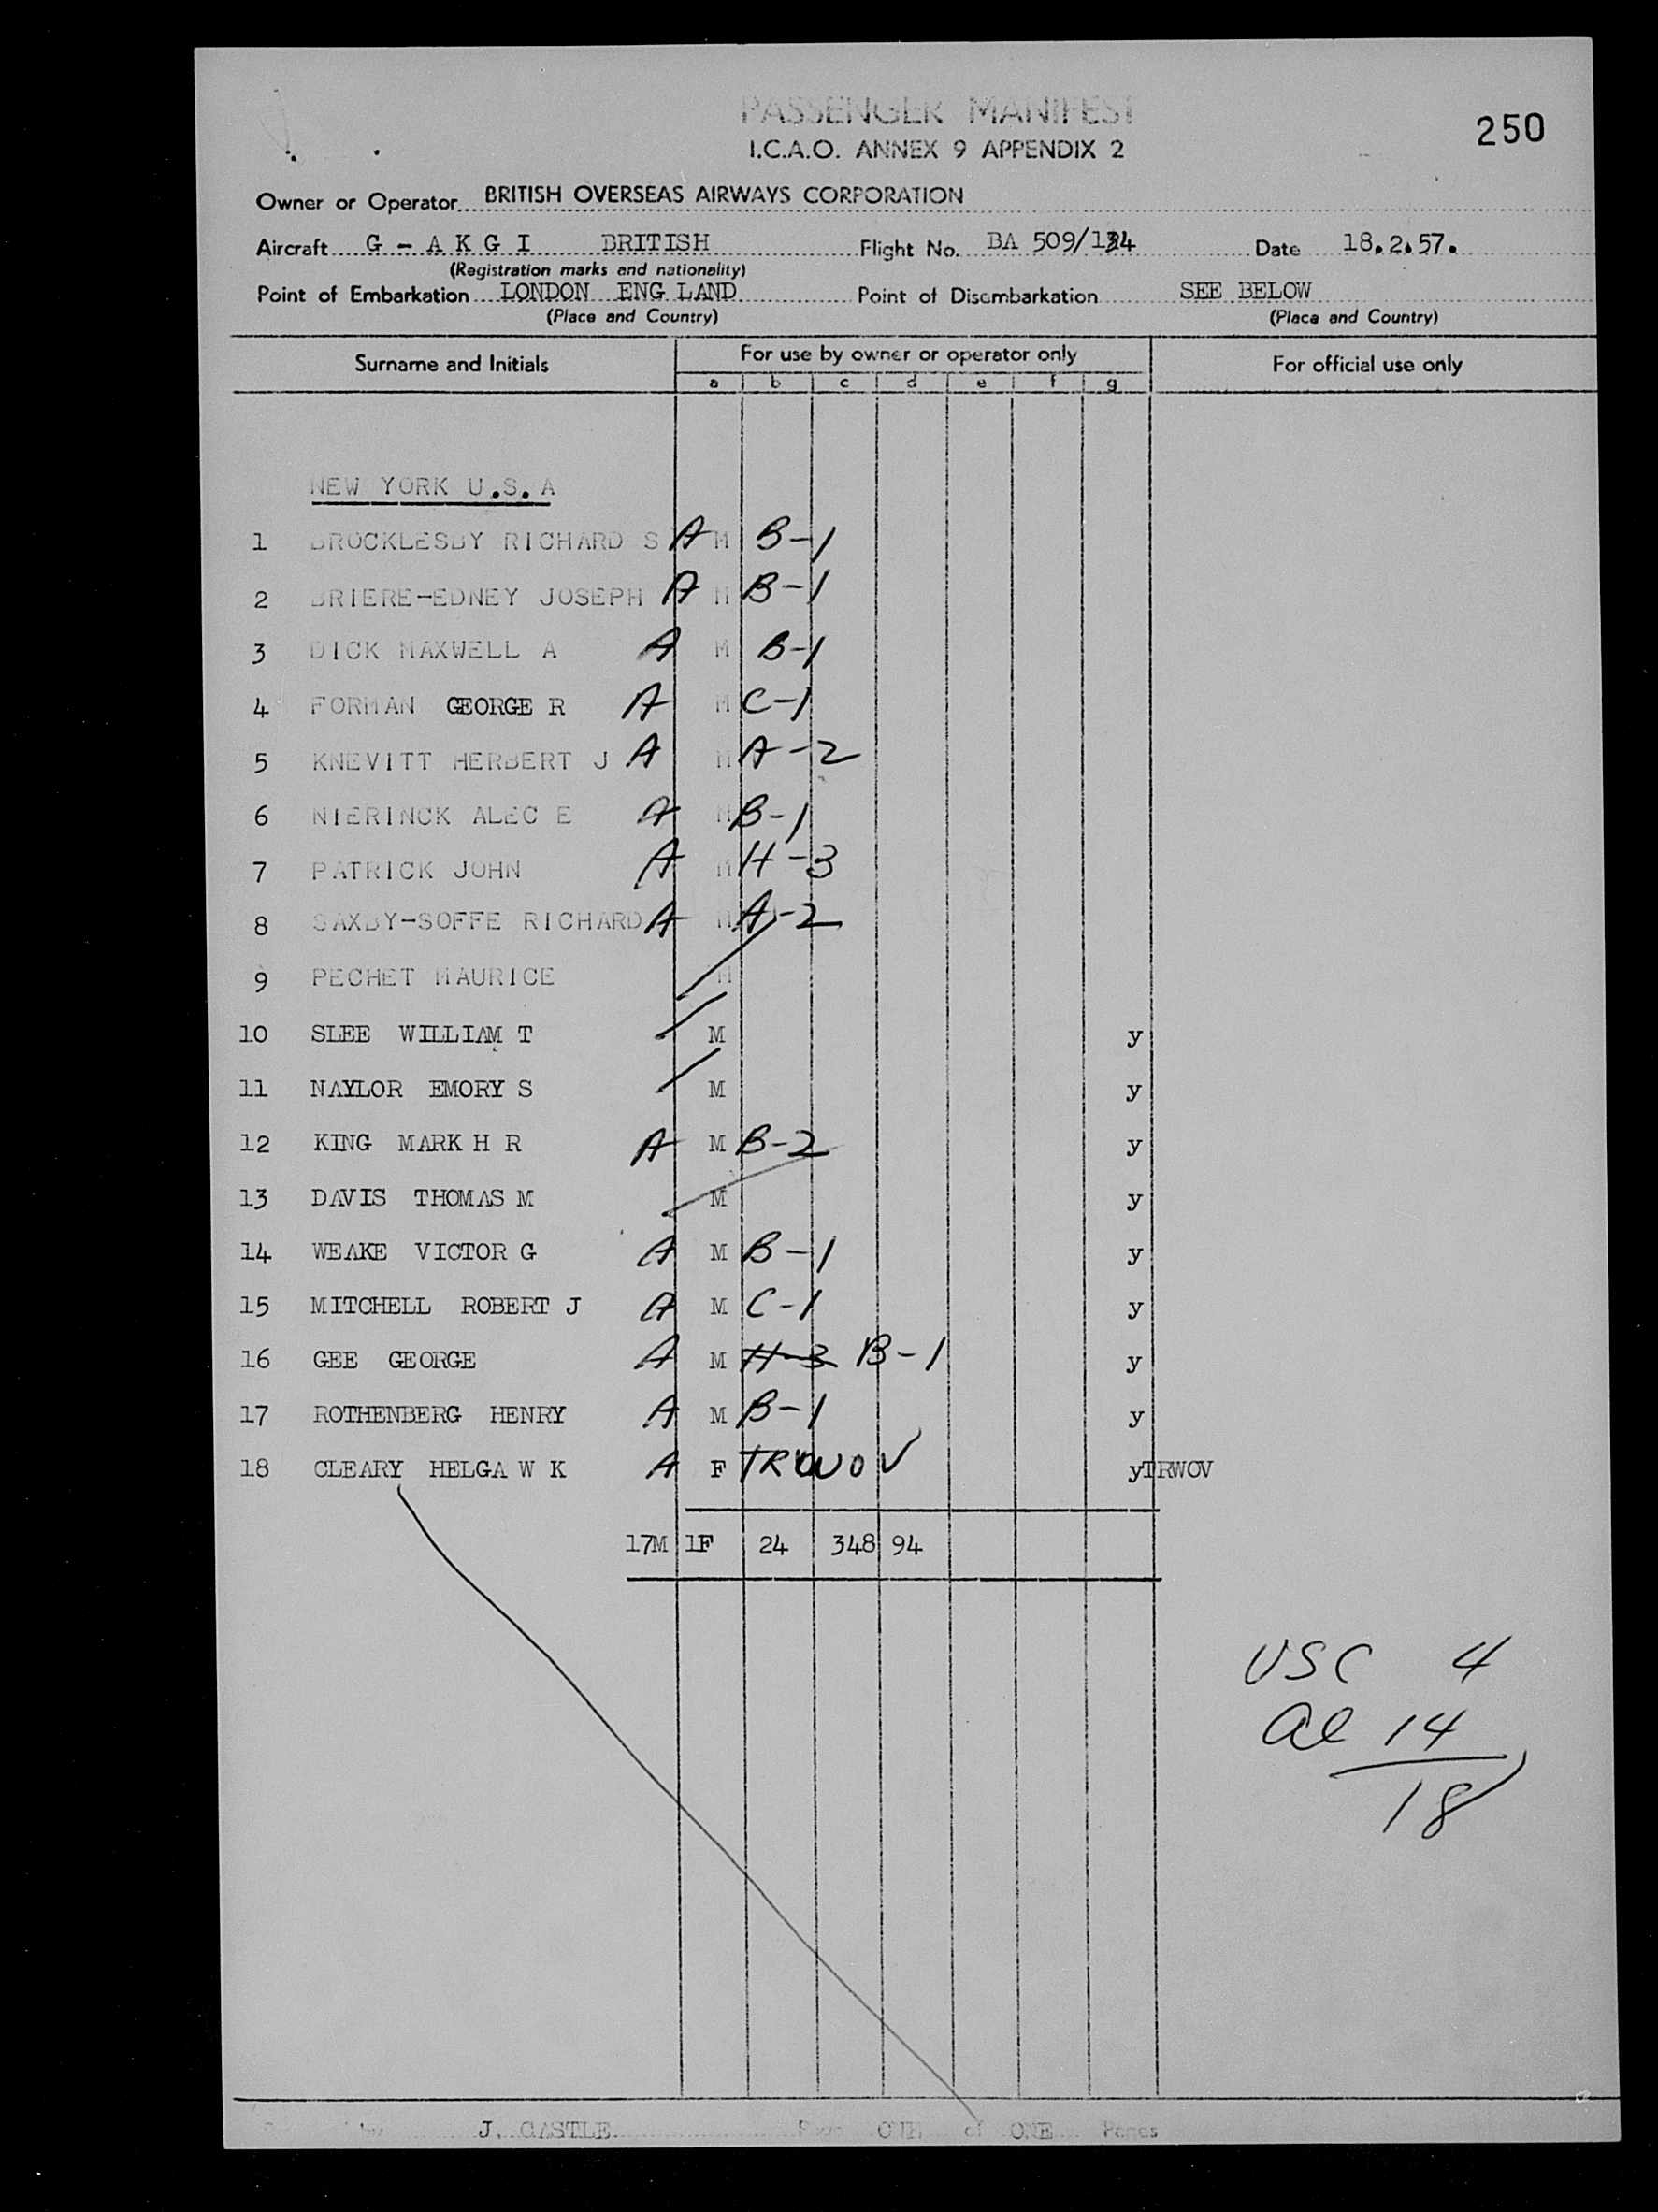 PASSENGER MANIFEST
250
I.C.A.O. ANNEX 9 APPENDIX 2
Owner or Operator BRITISH OVERSEAS AIRWAYS CORPORATION
Aircraft G - A K G I BRITISH Flight No. BA 509/134 Date 18.2.57.
(Registration marks and nationality)
Point of Embarkation LONDON ENG LAND Point of Disembarkation SEE BELOW
(Place and Country) (Place and Country)
Surname and Initials For use by owner or operator only For official use only
a b c d e f g
NEW YORK U.S.A
1 BROCKLESBY RICHARD S A M B-1
2 BRIERE-EDNEY JOSEPH A M B-1
3 DICK MAXWELL A A M B-1
4 FORMAN GEORGE R A M C-1
5 KNEVITT HERBERT J A M A-2
6 NIERINCK ALEC E A M B-1
7 PATRICK JOHN A M H-3
8 SAXBY-SOFFE RICHARD A M A-2
9 PECHET MAURICE M
10 SLEE WILLIAM T M y
11 NAYLOR EMORY S M y
12 KING MARK H R A M B-2 y
13 DAVIS THOMAS M M y
14 WEAKE VICTOR G A M B-1 y
15 MITCHELL ROBERT J A M C-1 y
16 GEE GEORGE A M H-3 B-1 y
17 ROTHENBERG HENRY A M B-1 y
18 CLEARY HELGA W K A F TRWOV yTRWOV
17M 1F 24 348 94
USC 4
Al 14
18
by J. CASTLE Page ONE of ONE Pages